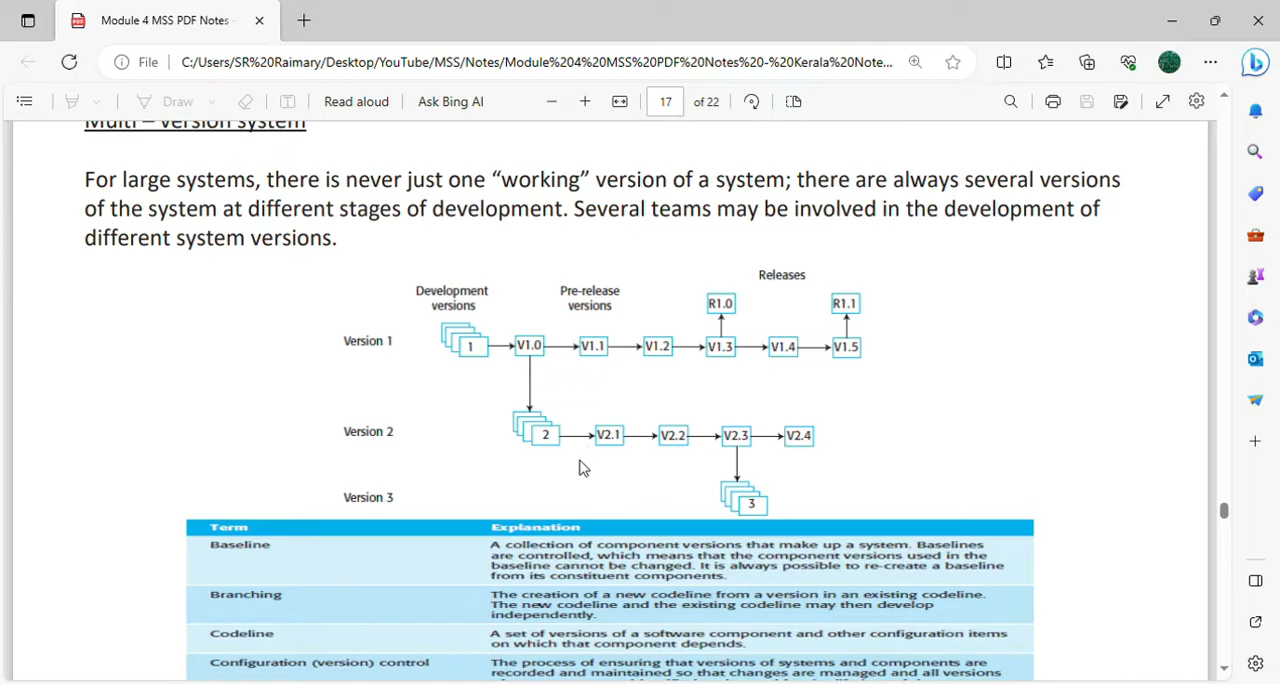 Module 4 MSS PDF Notes -
File
C:/Users/SR%20Raimary/Desktop/YouTube/MSS/Notes/Module%204%20MSS%20PDF%20Notes%20-%20Kerala%20Note...
Draw
Read aloud
Ask Bing AI
17
of 22
Multi – version system
For large systems, there is never just one “working” version of a system; there are always several versions
of the system at different stages of development. Several teams may be involved in the development of
different system versions.
Releases
Development
versions
Pre-release
versions
R1.0
R1.1
Version 1
1
V1.0
V1.1
V1.2
V1.3
V1.4
V1.5
Version 2
2
V2.1
V2.2
V2.3
V2.4
Version 3
3
Term
Explanation
Baseline
A collection of component versions that make up a system. Baselines
are controlled, which means that the component versions used in the
baseline cannot be changed. It is always possible to re-create a baseline
from its constituent components.
Branching
The creation of a new codeline from a version in an existing codeline.
The new codeline and the existing codeline may then develop
independently.
Codeline
A set of versions of a software component and other configuration items
on which that component depends.
Configuration (version) control
The process of ensuring that versions of systems and components are
recorded and maintained so that changes are managed and all versions